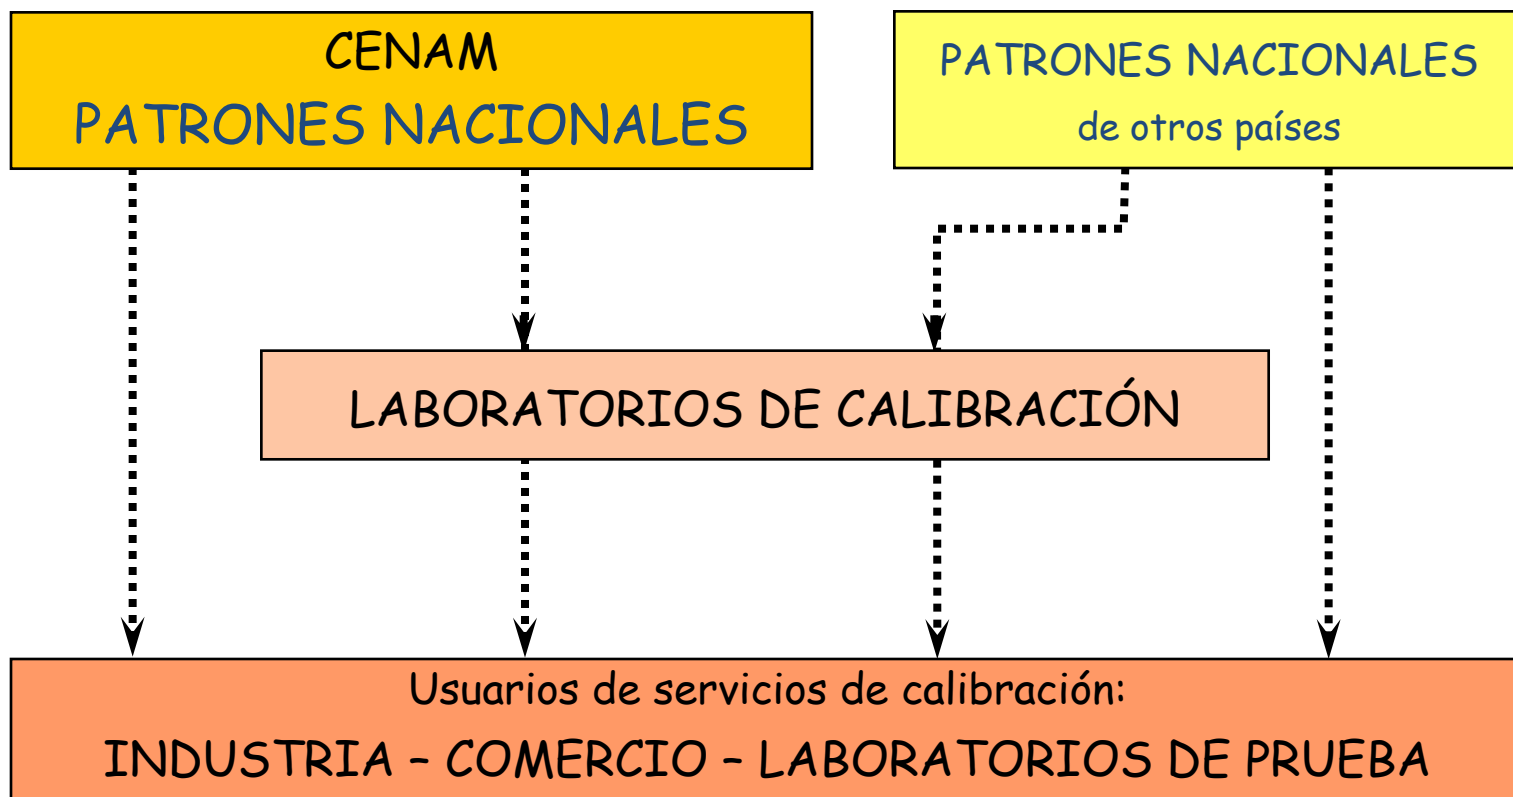 CENAM
PATRONES NACIONALES
PATRONES NACIONALES
de otros países
LABORATORIOS DE CALIBRACIÓN
Usuarios de servicios de calibración:
INDUSTRIA – COMERCIO – LABORATORIOS DE PRUEBA